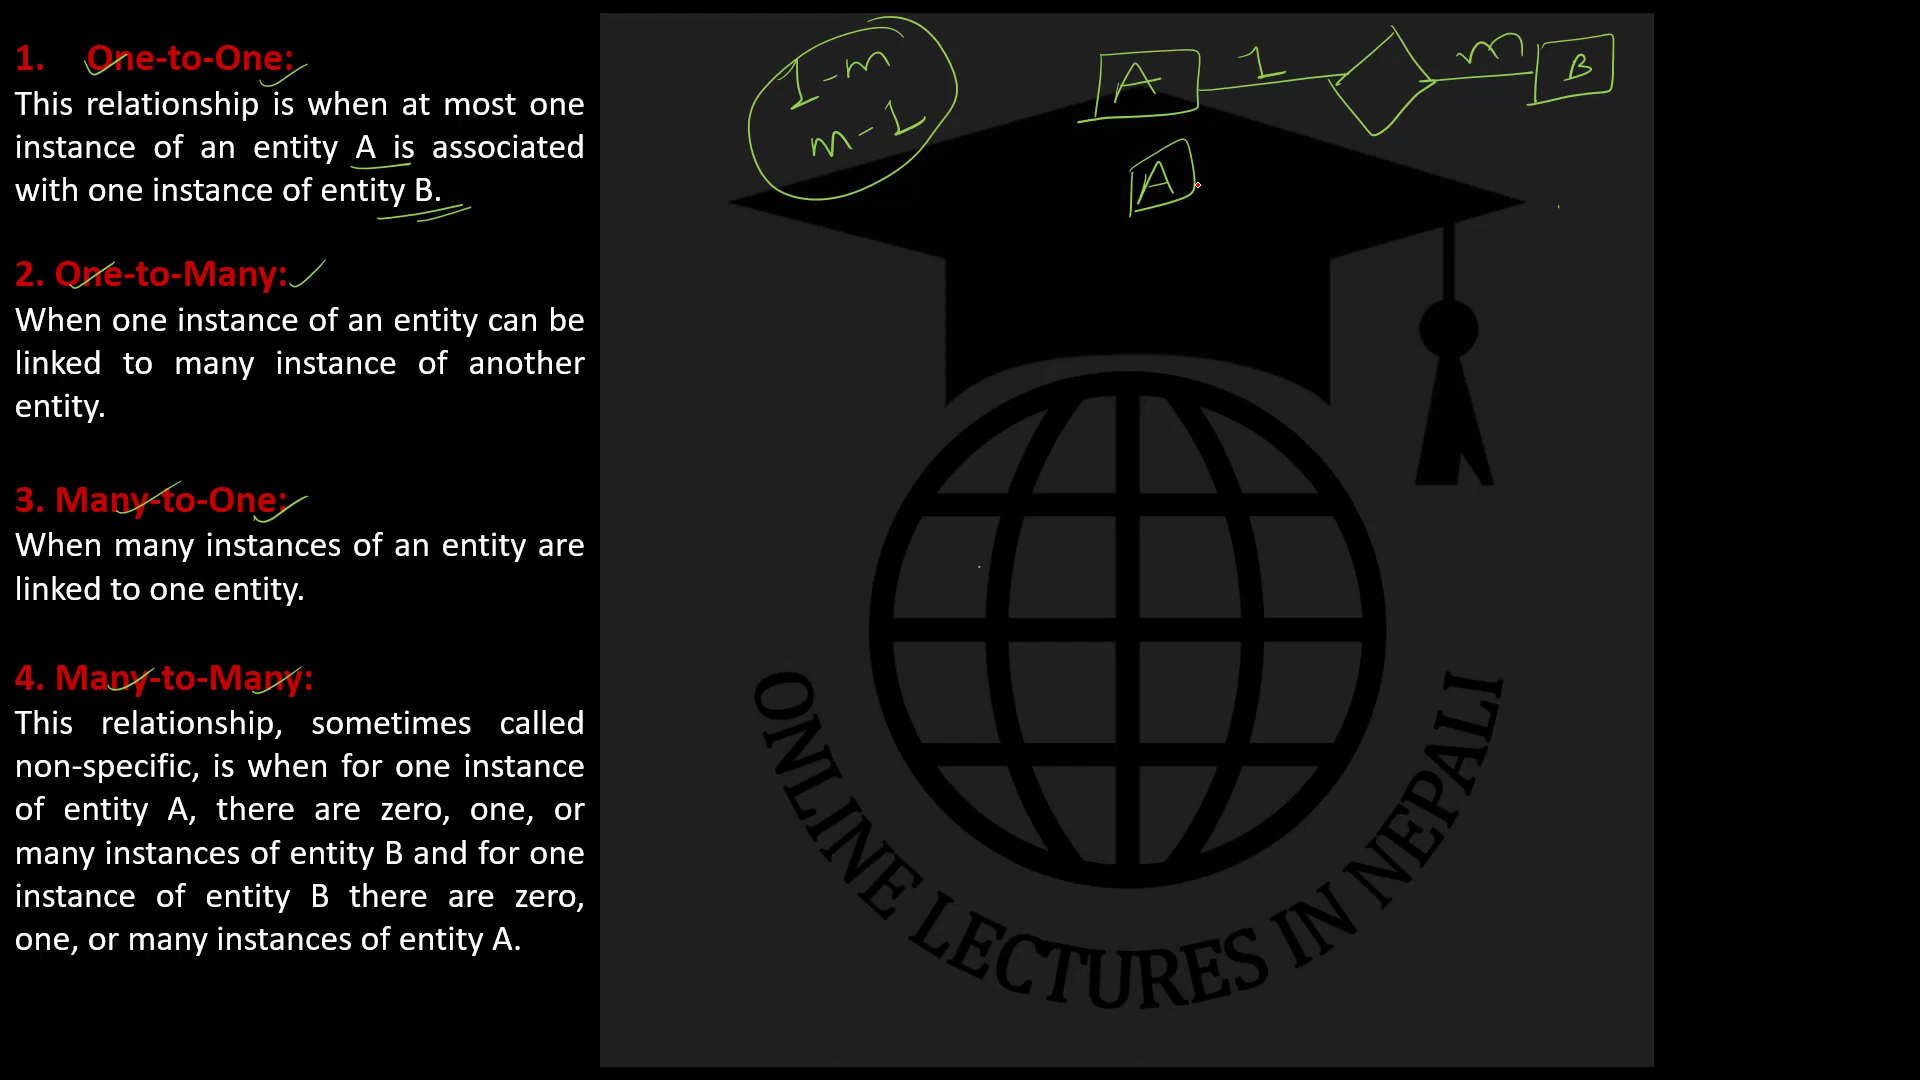 1. One-to-One:
This relationship is when at most one
instance of an entity A is associated
with one instance of entity B.
2. One-to-Many:
When one instance of an entity can be
linked to many instance of another
entity.
3. Many-to-One:
When many instances of an entity are
linked to one entity.
4. Many-to-Many:
This relationship, sometimes called
non-specific, is when for one instance
of entity A, there are zero, one, or
many instances of entity B and for one
instance of entity B there are zero,
one, or many instances of entity A.
1-m
m-1
A 1 m B
A
ONLINE LECTURES IN NEPALI